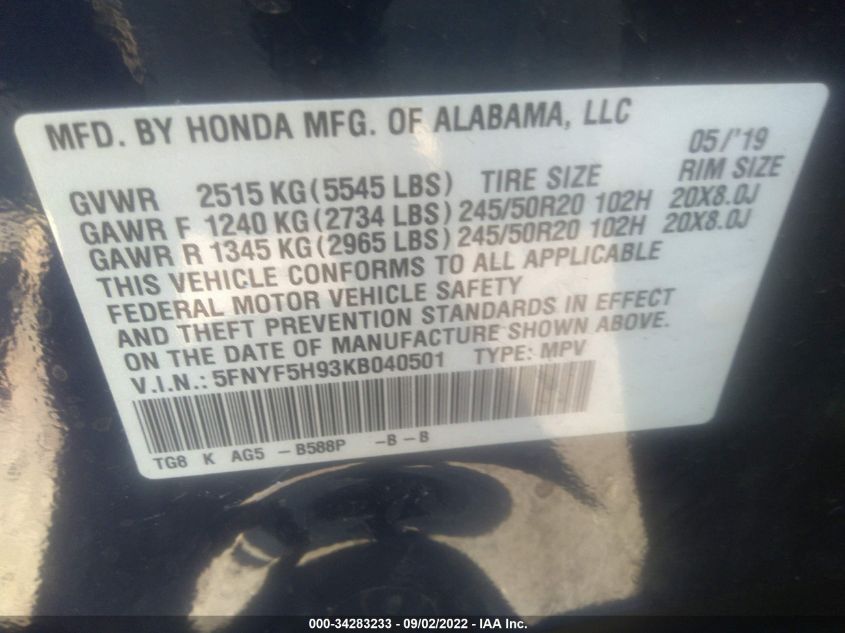 MFD. BY HONDA MFG. OF ALABAMA, LLC 05/'19
GVWR 2515 KG (5545 LBS) TIRE SIZE RIM SIZE
GAWR F 1240 KG (2734 LBS) 245/50R20 102H 20X8.0J
GAWR R 1345 KG (2965 LBS) 245/50R20 102H 20X8.0J
THIS VEHICLE CONFORMS TO ALL APPLICABLE
FEDERAL MOTOR VEHICLE SAFETY
AND THEFT PREVENTION STANDARDS IN EFFECT
ON THE DATE OF MANUFACTURE SHOWN ABOVE.
V.I.N.: 5FNYF5H93KB040501 TYPE: MPV
TG8 K AG5 -B588P -B-B
000-34283233 - 09/02/2022 - IAA Inc.